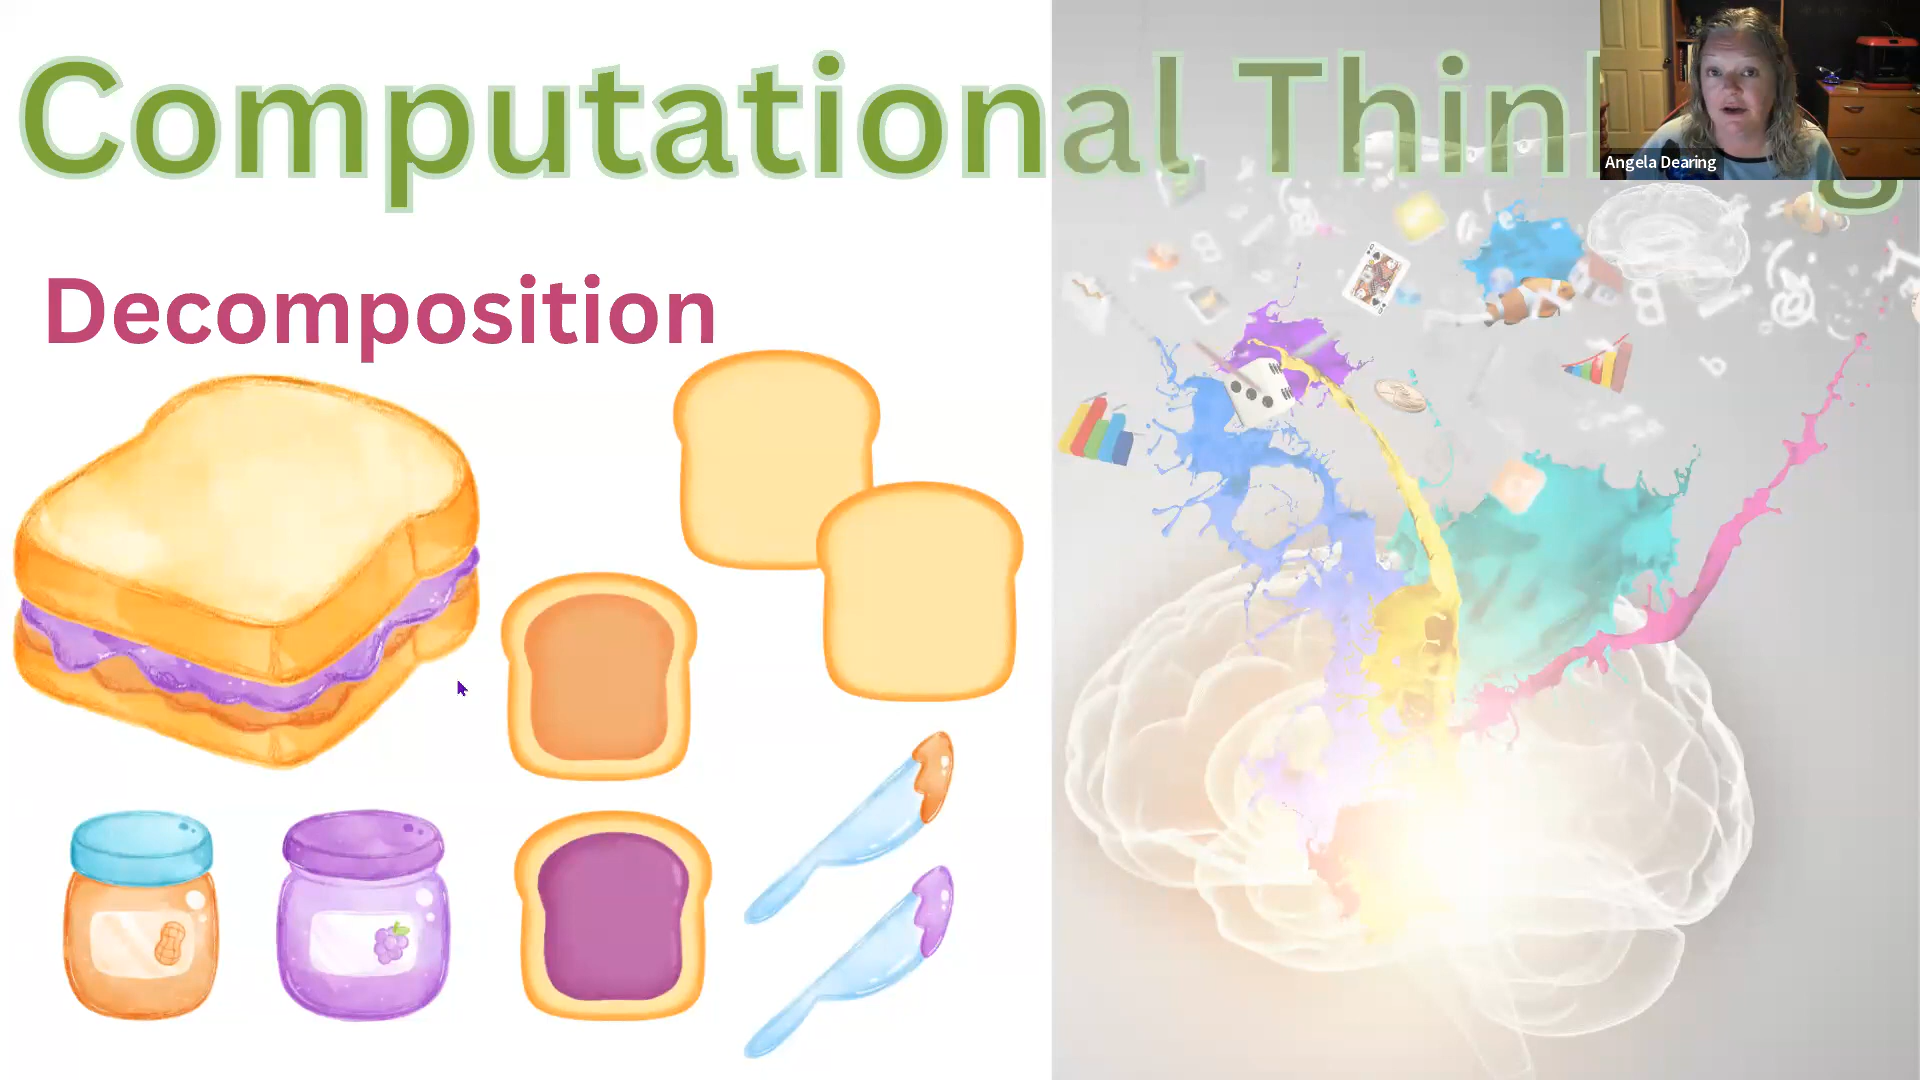 Computational Thin g
Angela Dearing
Decomposition